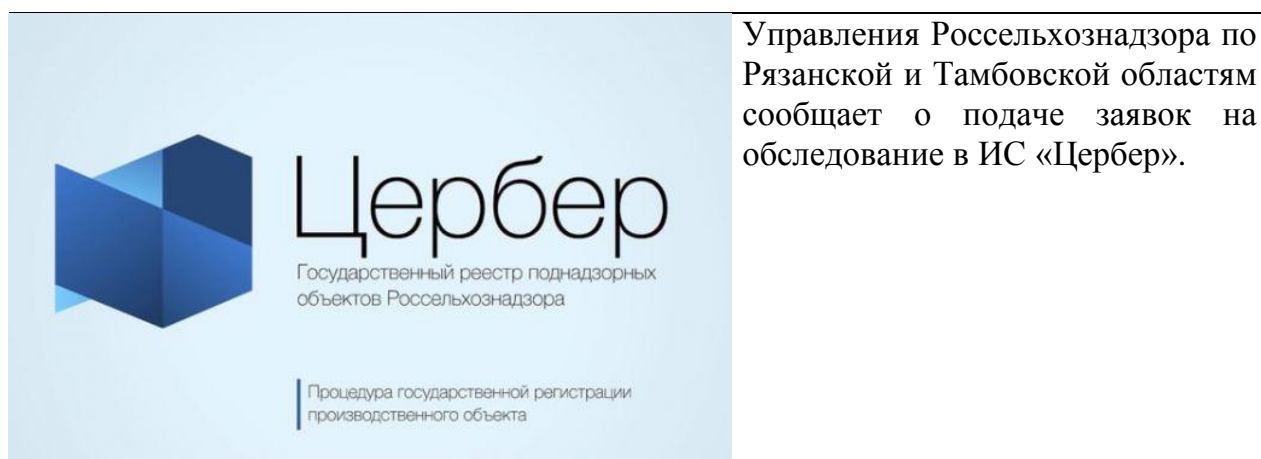 Цербер
Государственный реестр поднадзорных
объектов Россельхознадзора
Процедура государственной регистрации
производственного объекта
Управления Россельхознадзора по
Рязанской и Тамбовской областям
сообщает о подаче заявок на
обследование в ИС «Цербер».